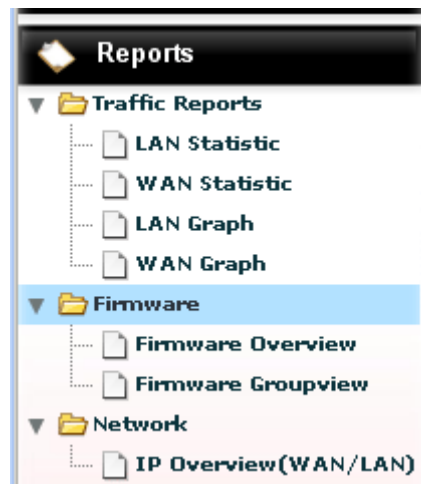 Reports
Traffic Reports
LAN Statistic
WAN Statistic
LAN Graph
WAN Graph
Firmware
Firmware Overview
Firmware Groupview
Network
IP Overview(WAN/LAN)